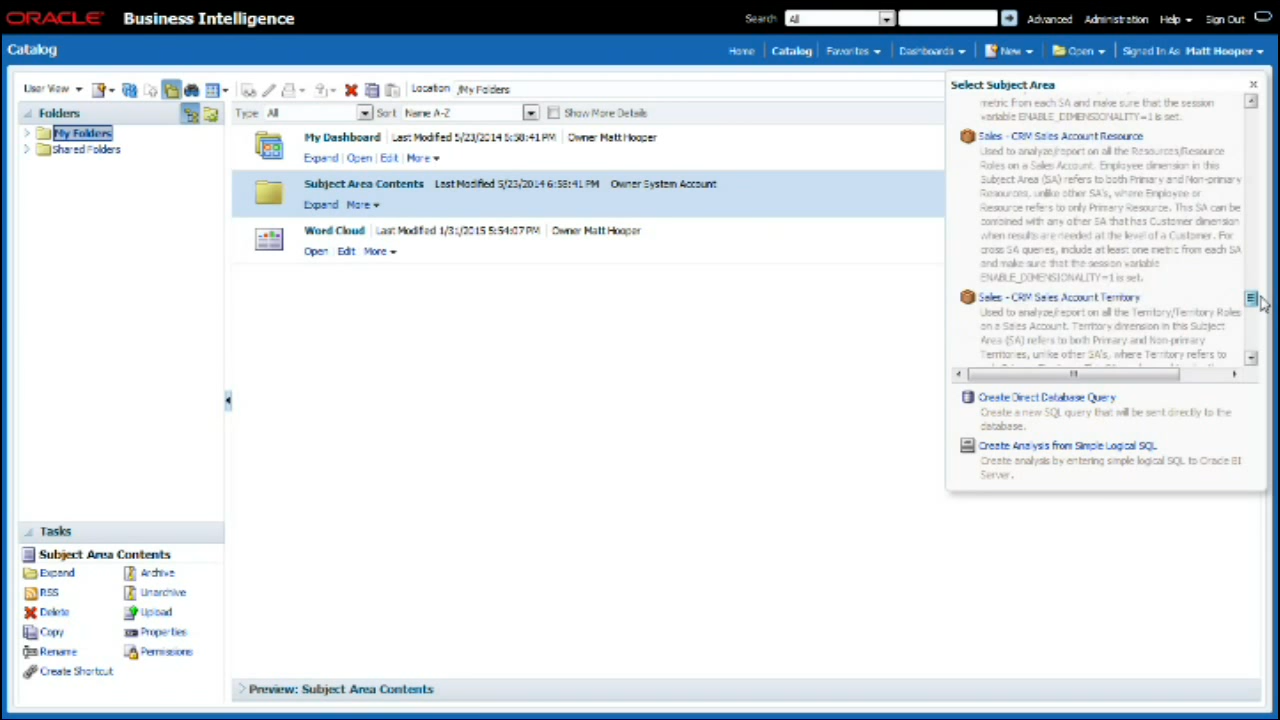 ORACLE Business Intelligence
Search All Advanced Administration Help Sign Out
Catalog
Home Catalog Favorites Dashboards New Open Signed In As Matt Hooper
User View Location /My Folders
Folders
My Folders
Shared Folders
Type All Sort Name A-Z Show More Details
My Dashboard Last Modified 5/23/2014 5:58:41 PM Owner Matt Hooper
Expand Open Edit More
Subject Area Contents Last Modified 5/23/2014 6:58:41 PM Owner System Account
Expand More
Word Cloud Last Modified 1/31/2015 5:54:07 PM Owner Matt Hooper
Open Edit More
Select Subject Area
metric from each SA and make sure that the session
variable ENABLE_DIMENSIONALITY=1 is set.
Sales - CRM Sales Account Resource
Used to analyze/report on all the Resources/Resource
Roles on a Sales Account. Employee dimension in this
Subject Area (SA) refers to both Primary and Non-primary
Resources, unlike other SA's, where Employee or
Resource refers to only Primary Resource. This SA can be
combined with any other SA that has Customer dimension
when results are needed at the level of a Customer. For
cross SA queries, include at least one metric from each SA
and make sure that the session variable
ENABLE_DIMENSIONALITY=1 is set.
Sales - CRM Sales Account Territory
Used to analyze/report on all the Territory/Territory Roles
on a Sales Account. Territory dimension in this Subject
Area (SA) refers to both Primary and Non-primary
Territories, unlike other SA's, where Territory refers to
Create Direct Database Query
Create a new SQL query that will be sent directly to the
database.
Create Analysis from Simple Logical SQL
Create analysis by entering simple logical SQL to Oracle BI
Server.
Tasks
Subject Area Contents
Expand Archive
RSS Unarchive
Delete Upload
Copy Properties
Rename Permissions
Create Shortcut
Preview: Subject Area Contents